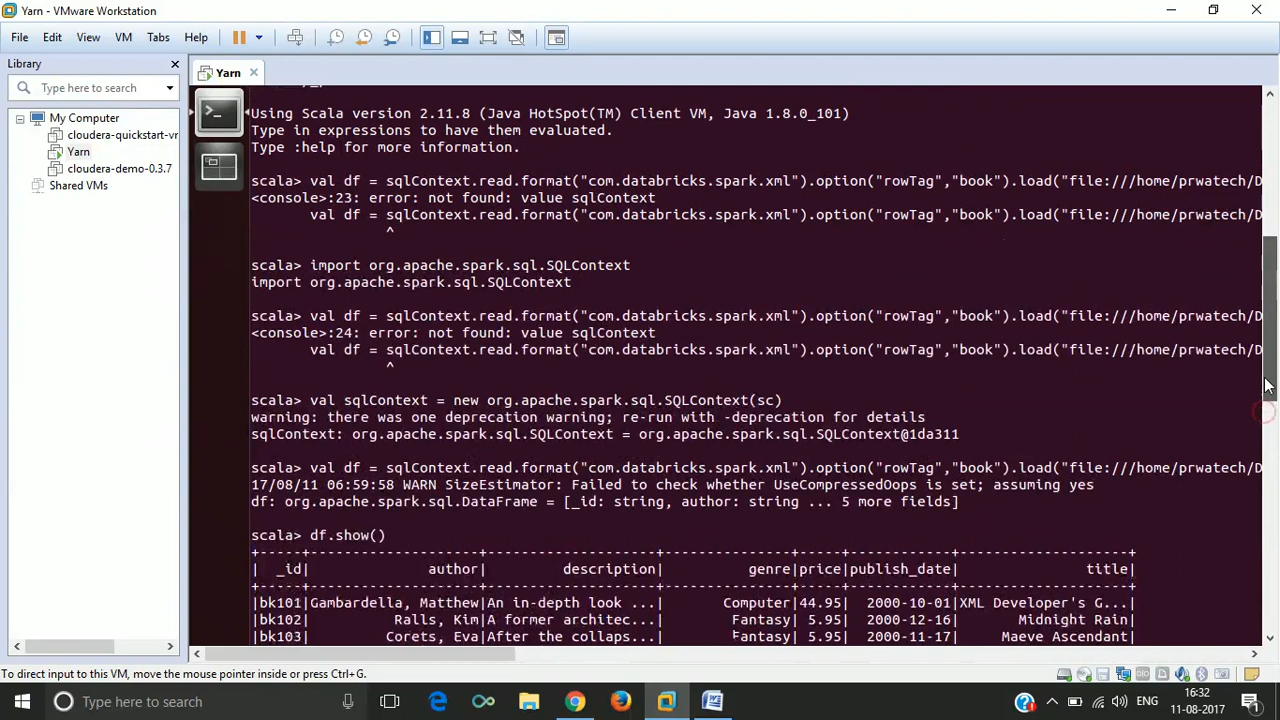 Yarn - VMware Workstation
File Edit View VM Tabs Help
Library
Type here to search
My Computer
cloudera-quickstart-vr
Yarn
cloudera-demo-0.3.7
Shared VMs
Yarn
Using Scala version 2.11.8 (Java HotSpot(TM) Client VM, Java 1.8.0_101)
Type in expressions to have them evaluated.
Type :help for more information.
scala> val df = sqlContext.read.format("com.databricks.spark.xml").option("rowTag","book").load("file:///home/prwatech/D
<console>:23: error: not found: value sqlContext
val df = sqlContext.read.format("com.databricks.spark.xml").option("rowTag","book").load("file:///home/prwatech/D
^
scala> import org.apache.spark.sql.SQLContext
import org.apache.spark.sql.SQLContext
scala> val df = sqlContext.read.format("com.databricks.spark.xml").option("rowTag","book").load("file:///home/prwatech/D
<console>:24: error: not found: value sqlContext
val df = sqlContext.read.format("com.databricks.spark.xml").option("rowTag","book").load("file:///home/prwatech/D
^
scala> val sqlContext = new org.apache.spark.sql.SQLContext(sc)
warning: there was one deprecation warning; re-run with -deprecation for details
sqlContext: org.apache.spark.sql.SQLContext = org.apache.spark.sql.SQLContext@1da311
scala> val df = sqlContext.read.format("com.databricks.spark.xml").option("rowTag","book").load("file:///home/prwatech/D
17/08/11 06:59:58 WARN SizeEstimator: Failed to check whether UseCompressedOops is set; assuming yes
df: org.apache.spark.sql.DataFrame = [_id: string, author: string ... 5 more fields]
scala> df.show()
+-----+--------------------+--------------------+---------------+-----+------------+--------------------+
| _id| author| description| genre|price|publish_date| title|
+-----+--------------------+--------------------+---------------+-----+------------+--------------------+
|bk101|Gambardella, Matthew|An in-depth look ...| Computer|44.95| 2000-10-01|XML Developer's G...|
|bk102| Ralls, Kim|A former architec...| Fantasy| 5.95| 2000-12-16| Midnight Rain|
|bk103| Corets, Eva|After the collaps...| Fantasy| 5.95| 2000-11-17| Maeve Ascendant|
To direct input to this VM, move the mouse pointer inside or press Ctrl+G.
Type here to search
ENG
16:32
11-08-2017